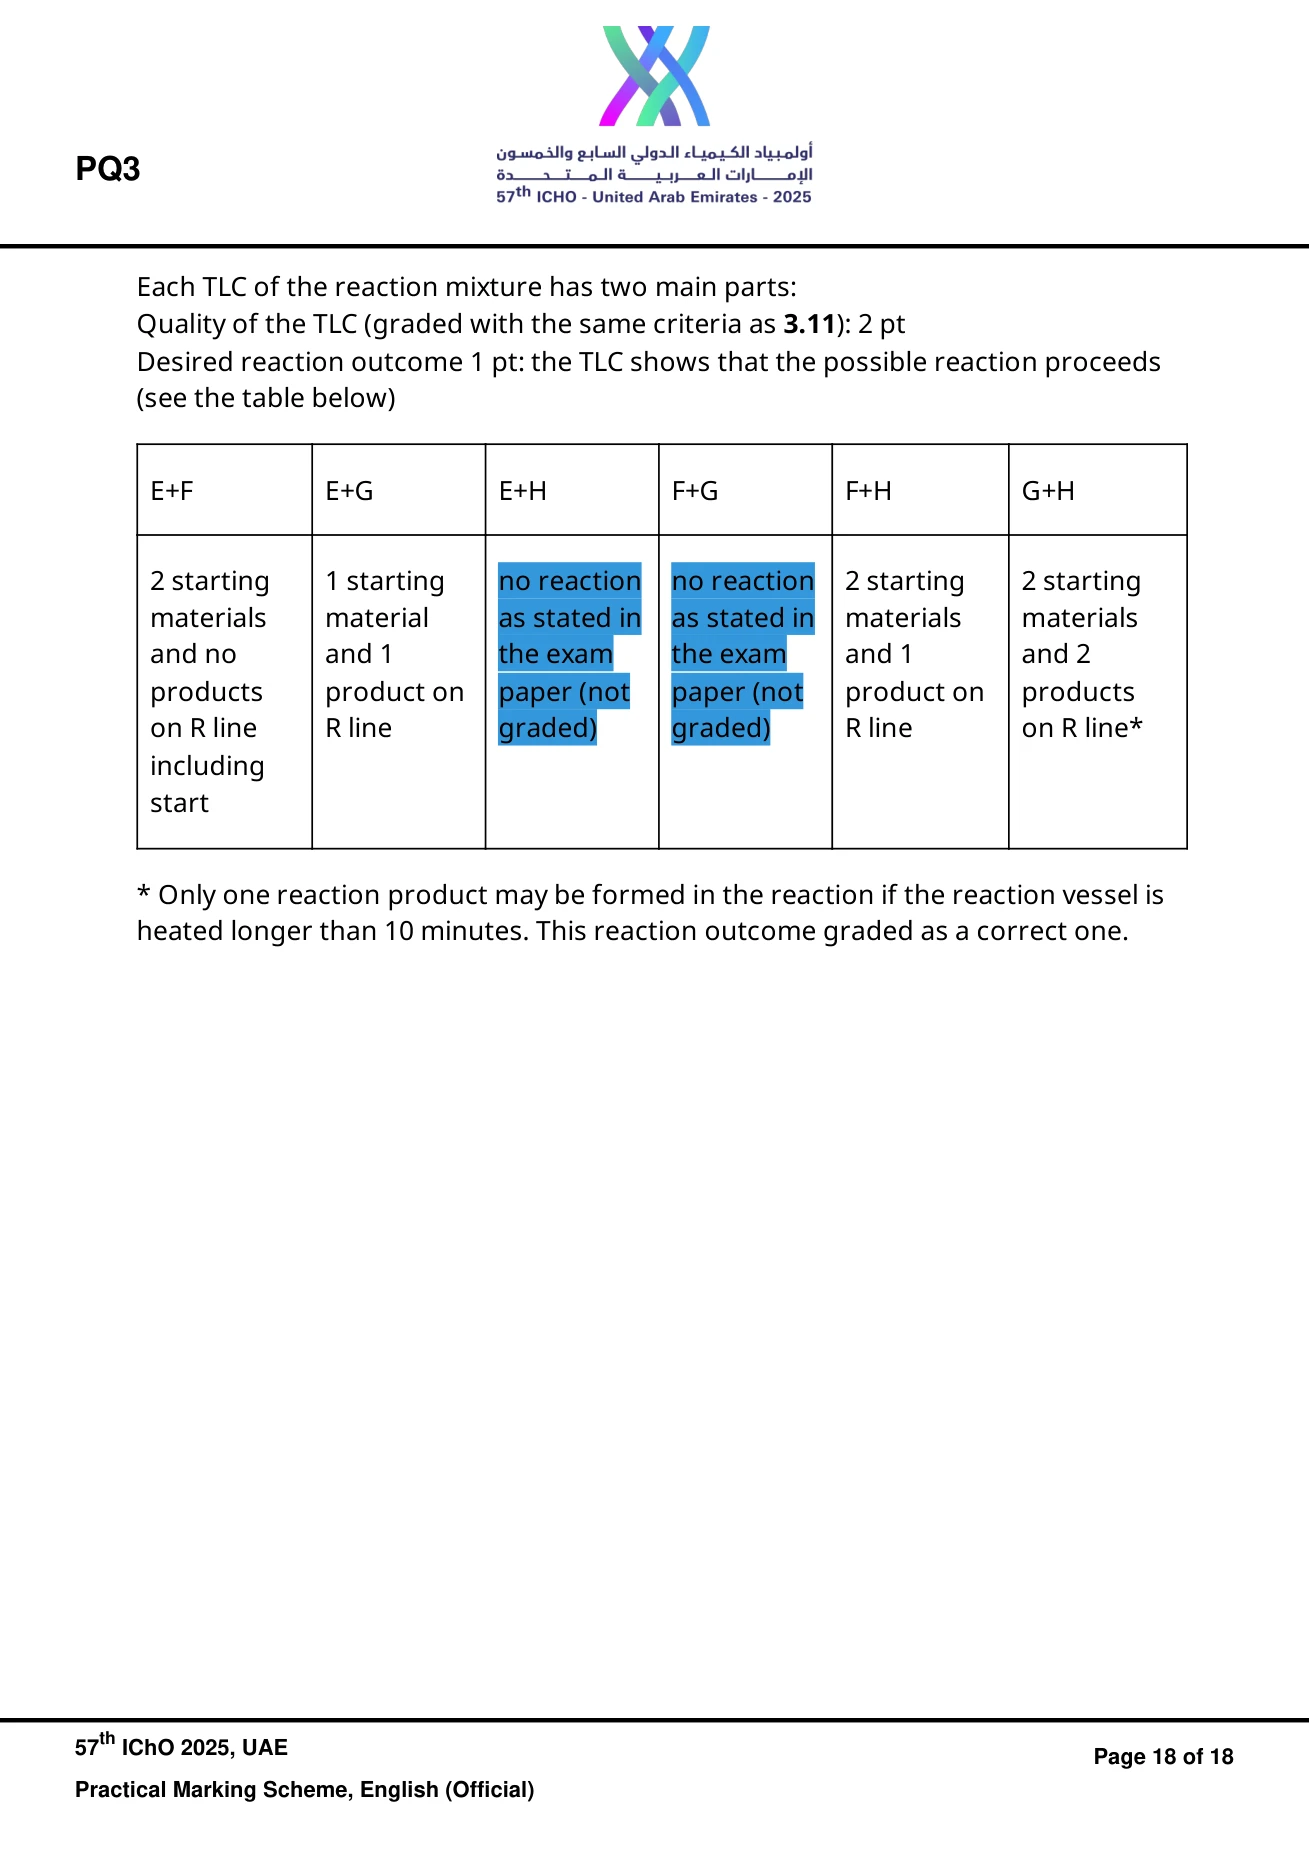 PQ3
أولمبياد الكيمياء الدولي السابع والخمسون
الإمارات العربية المتحدة
57th ICHO - United Arab Emirates - 2025
Each TLC of the reaction mixture has two main parts:
Quality of the TLC (graded with the same criteria as 3.11): 2 pt
Desired reaction outcome 1 pt: the TLC shows that the possible reaction proceeds
(see the table below)
E+F
E+G
E+H
F+G
F+H
G+H
2 starting
materials
and no
products
on R line
including
start
1 starting
material
and 1
product on
R line
no reaction
as stated in
the exam
paper (not
graded)
no reaction
as stated in
the exam
paper (not
graded)
2 starting
materials
and 1
product on
R line
2 starting
materials
and 2
products
on R line*
* Only one reaction product may be formed in the reaction if the reaction vessel is
heated longer than 10 minutes. This reaction outcome graded as a correct one.
57th IChO 2025, UAE
Practical Marking Scheme, English (Official)
Page 18 of 18